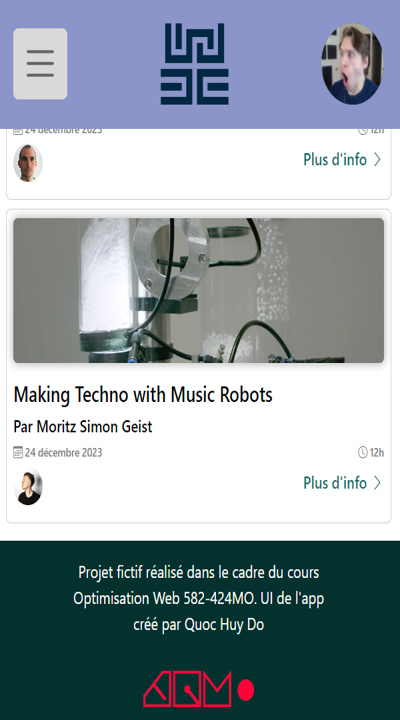 24 décembre 2023
12h
Plus d'info
Making Techno with Music Robots
Par Moritz Simon Geist
24 décembre 2023
12h
Plus d'info
Projet fictif réalisé dans le cadre du cours
Optimisation Web 582-424MO. UI de l'app
créé par Quoc Huy Do